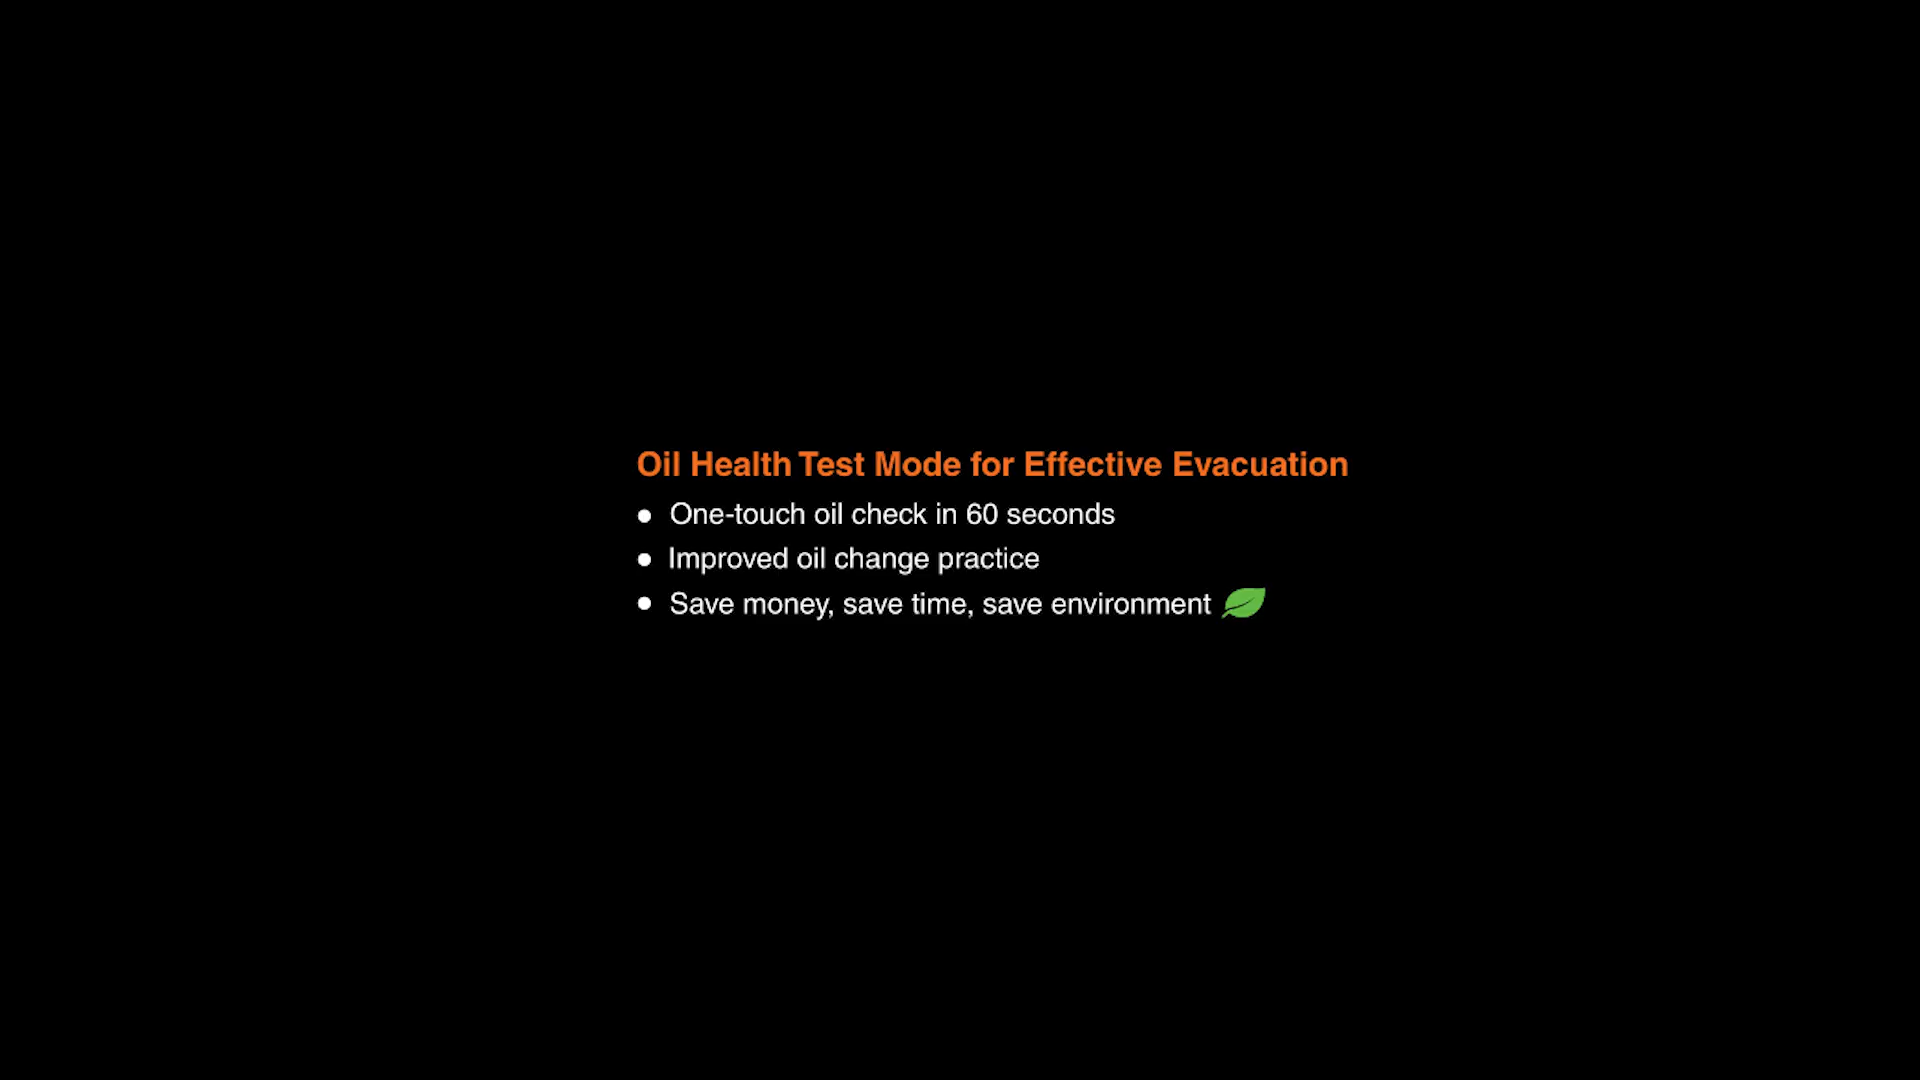 Oil Health Test Mode for Effective Evacuation
● One-touch oil check in 60 seconds
● Improved oil change practice
● Save money, save time, save environment